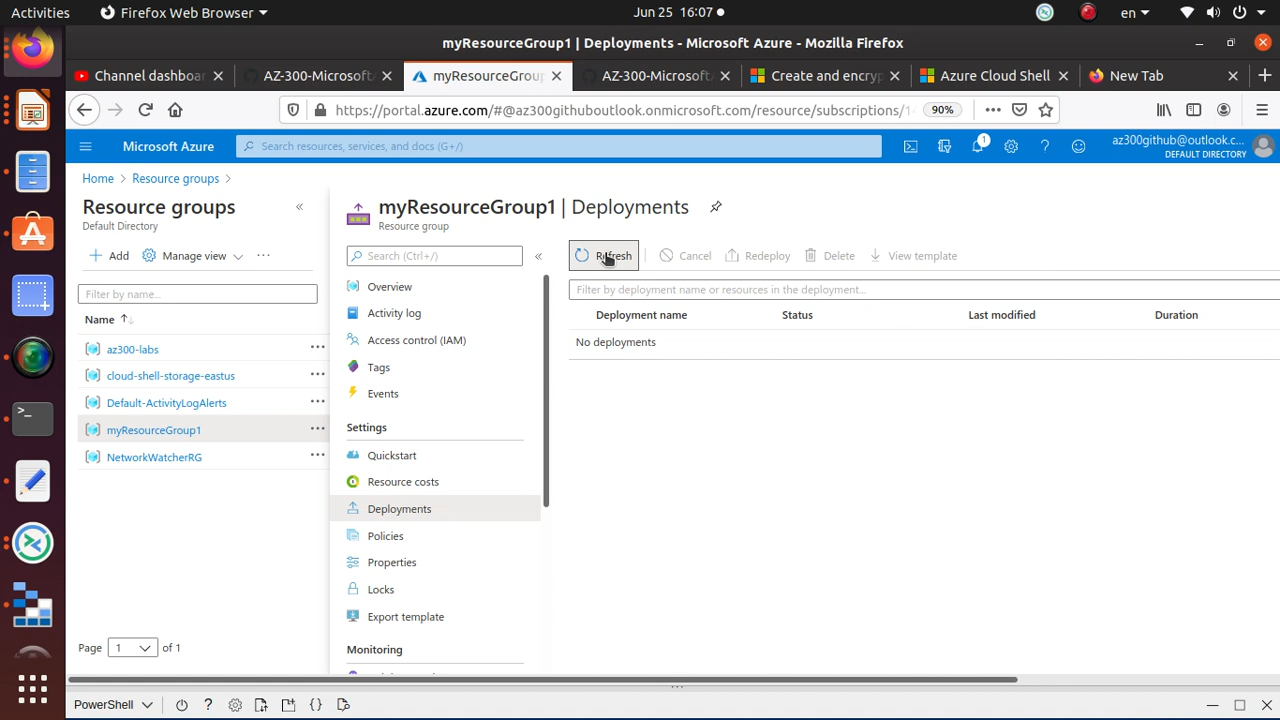 Activities
Firefox Web Browser
Jun 25 16:07
en
myResourceGroup1 | Deployments - Microsoft Azure - Mozilla Firefox
Channel dashboa
AZ-300-Microsoft
myResourceGrou
AZ-300-Microsoft
Create and encryp
Azure Cloud Shell
New Tab
https://portal.azure.com/#@az300githuboutlook.onmicrosoft.com/resource/subscriptions/1
90%
Microsoft Azure
Search resources, services, and docs (G+/)
1
az300github@outlook.c...
DEFAULT DIRECTORY
Home
Resource groups
Resource groups
Default Directory
Add
Manage view
Filter by name...
Name
az300-labs
cloud-shell-storage-eastus
Default-ActivityLogAlerts
myResourceGroup1
NetworkWatcherRG
Page 1 of 1
myResourceGroup1 | Deployments
Resource group
Search (Ctrl+/)
Overview
Activity log
Access control (IAM)
Tags
Events
Settings
Quickstart
Resource costs
Deployments
Policies
Properties
Locks
Export template
Monitoring
Refresh
Cancel
Redeploy
Delete
View template
Filter by deployment name or resources in the deployment...
Deployment name
Status
Last modified
Duration
No deployments
PowerShell